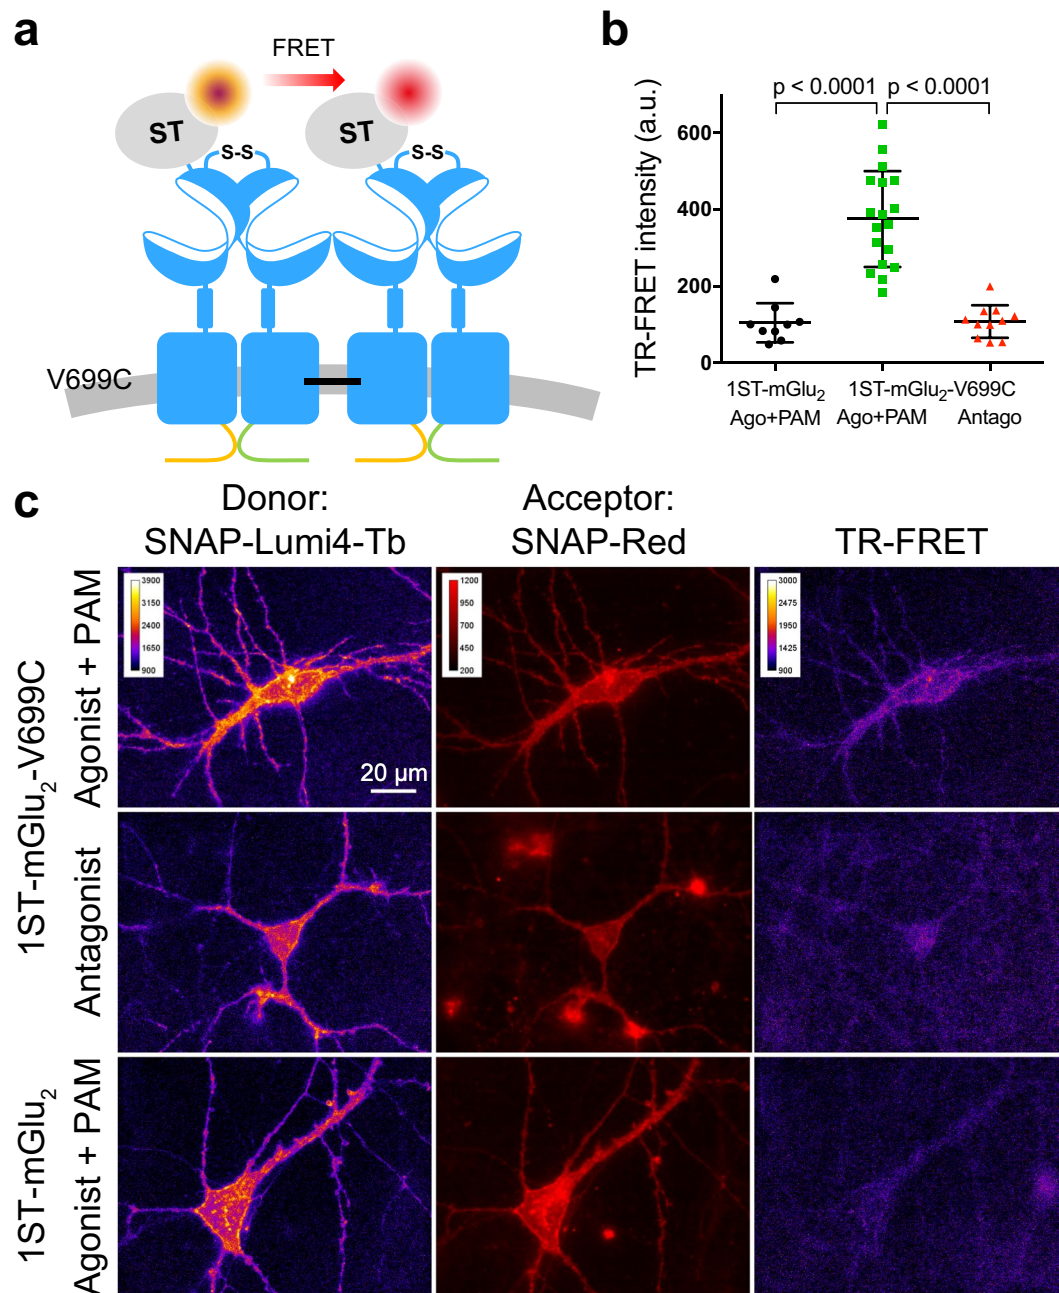 a
FRET
ST
ST
S-S
S-S
V699C
b
p < 0.0001
p < 0.0001
TR-FRET intensity (a.u.)
600
400
200
0
1ST-mGlu₂
Ago+PAM
1ST-mGlu₂-V699C
Ago+PAM
Antago
c
Donor:
SNAP-Lumi4-Tb
Acceptor:
SNAP-Red
TR-FRET
1ST-mGlu₂-V699C
Agonist + PAM
3900
3150
2400
1650
900
20 µm
1200
950
700
450
200
3000
2475
1950
1425
900
Antagonist
1ST-mGlu₂
Agonist + PAM